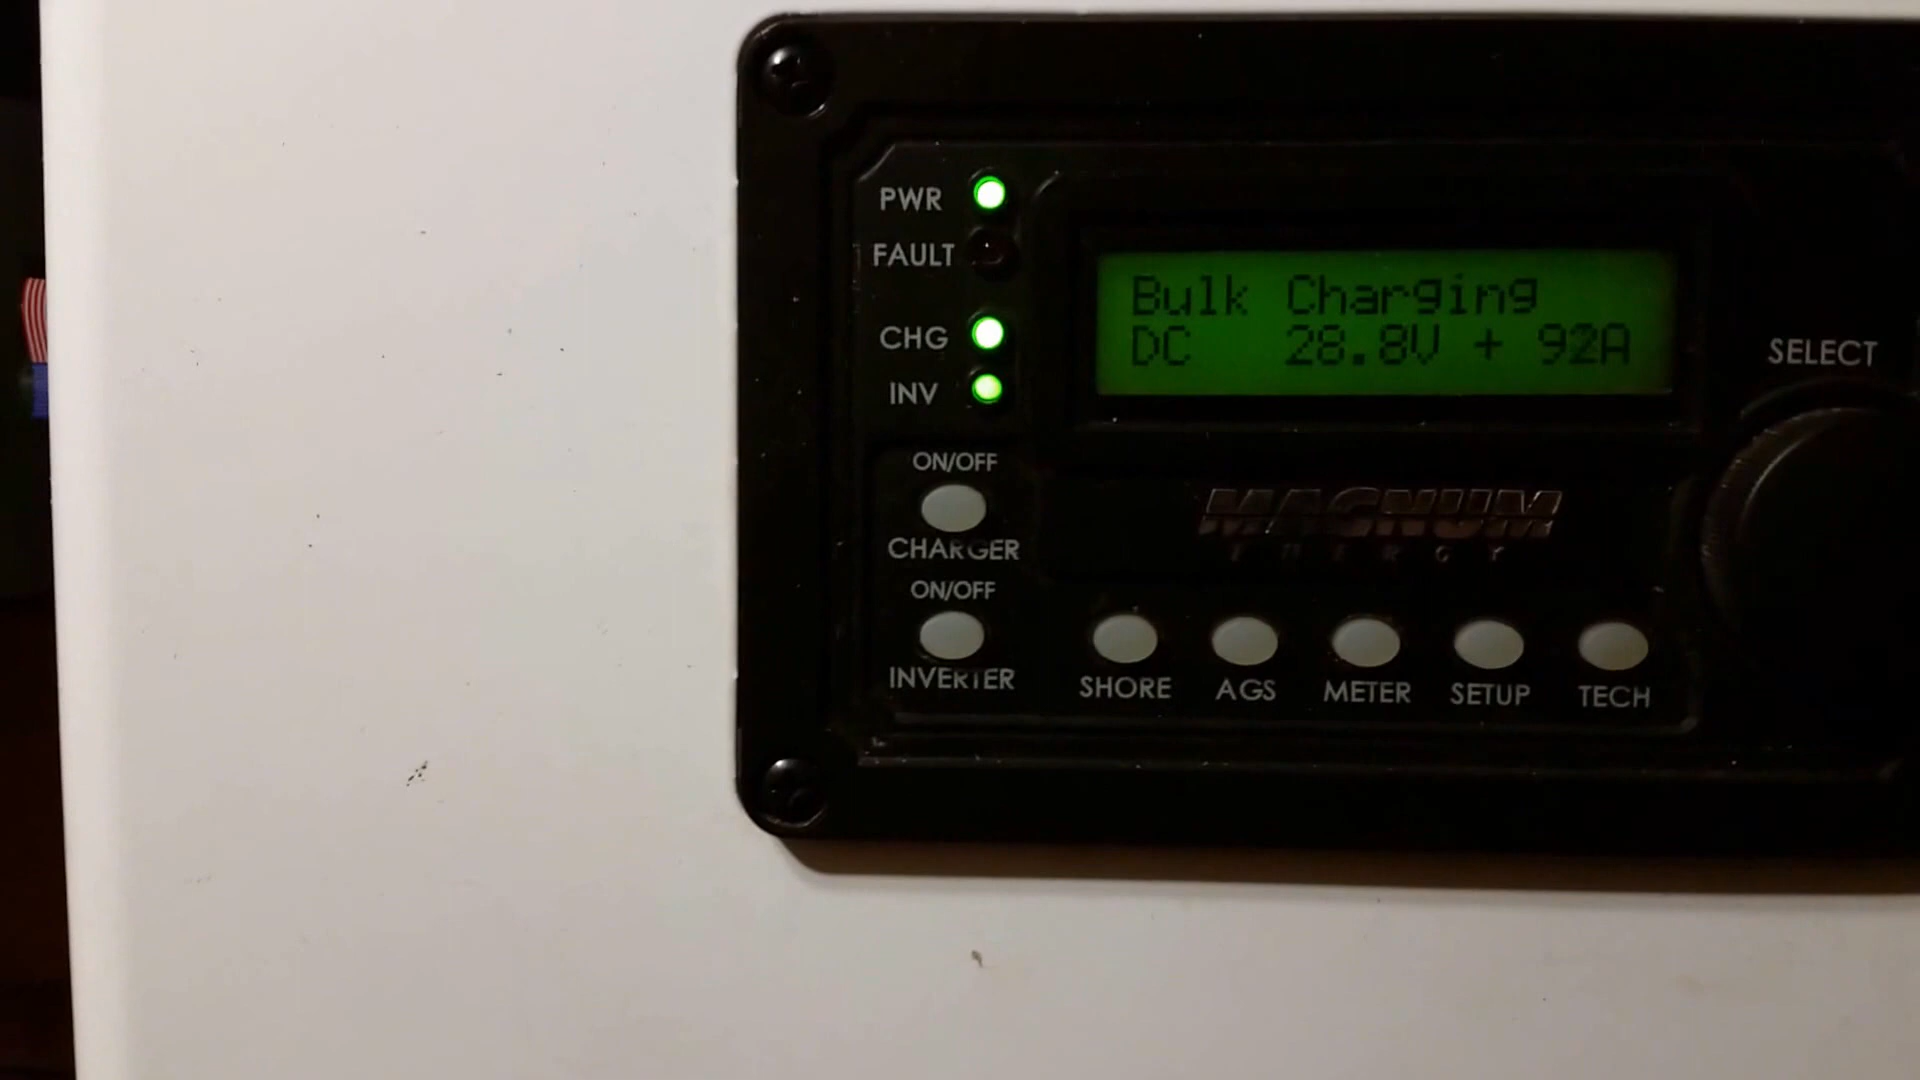 PWR
FAULT
CHG
INV
Bulk Charging
DC 28.8V + 92A
SELECT
ON/OFF
CHARGER
ON/OFF
INVERTER
MAGNUM
ENERGY
SHORE
AGS
METER
SETUP
TECH